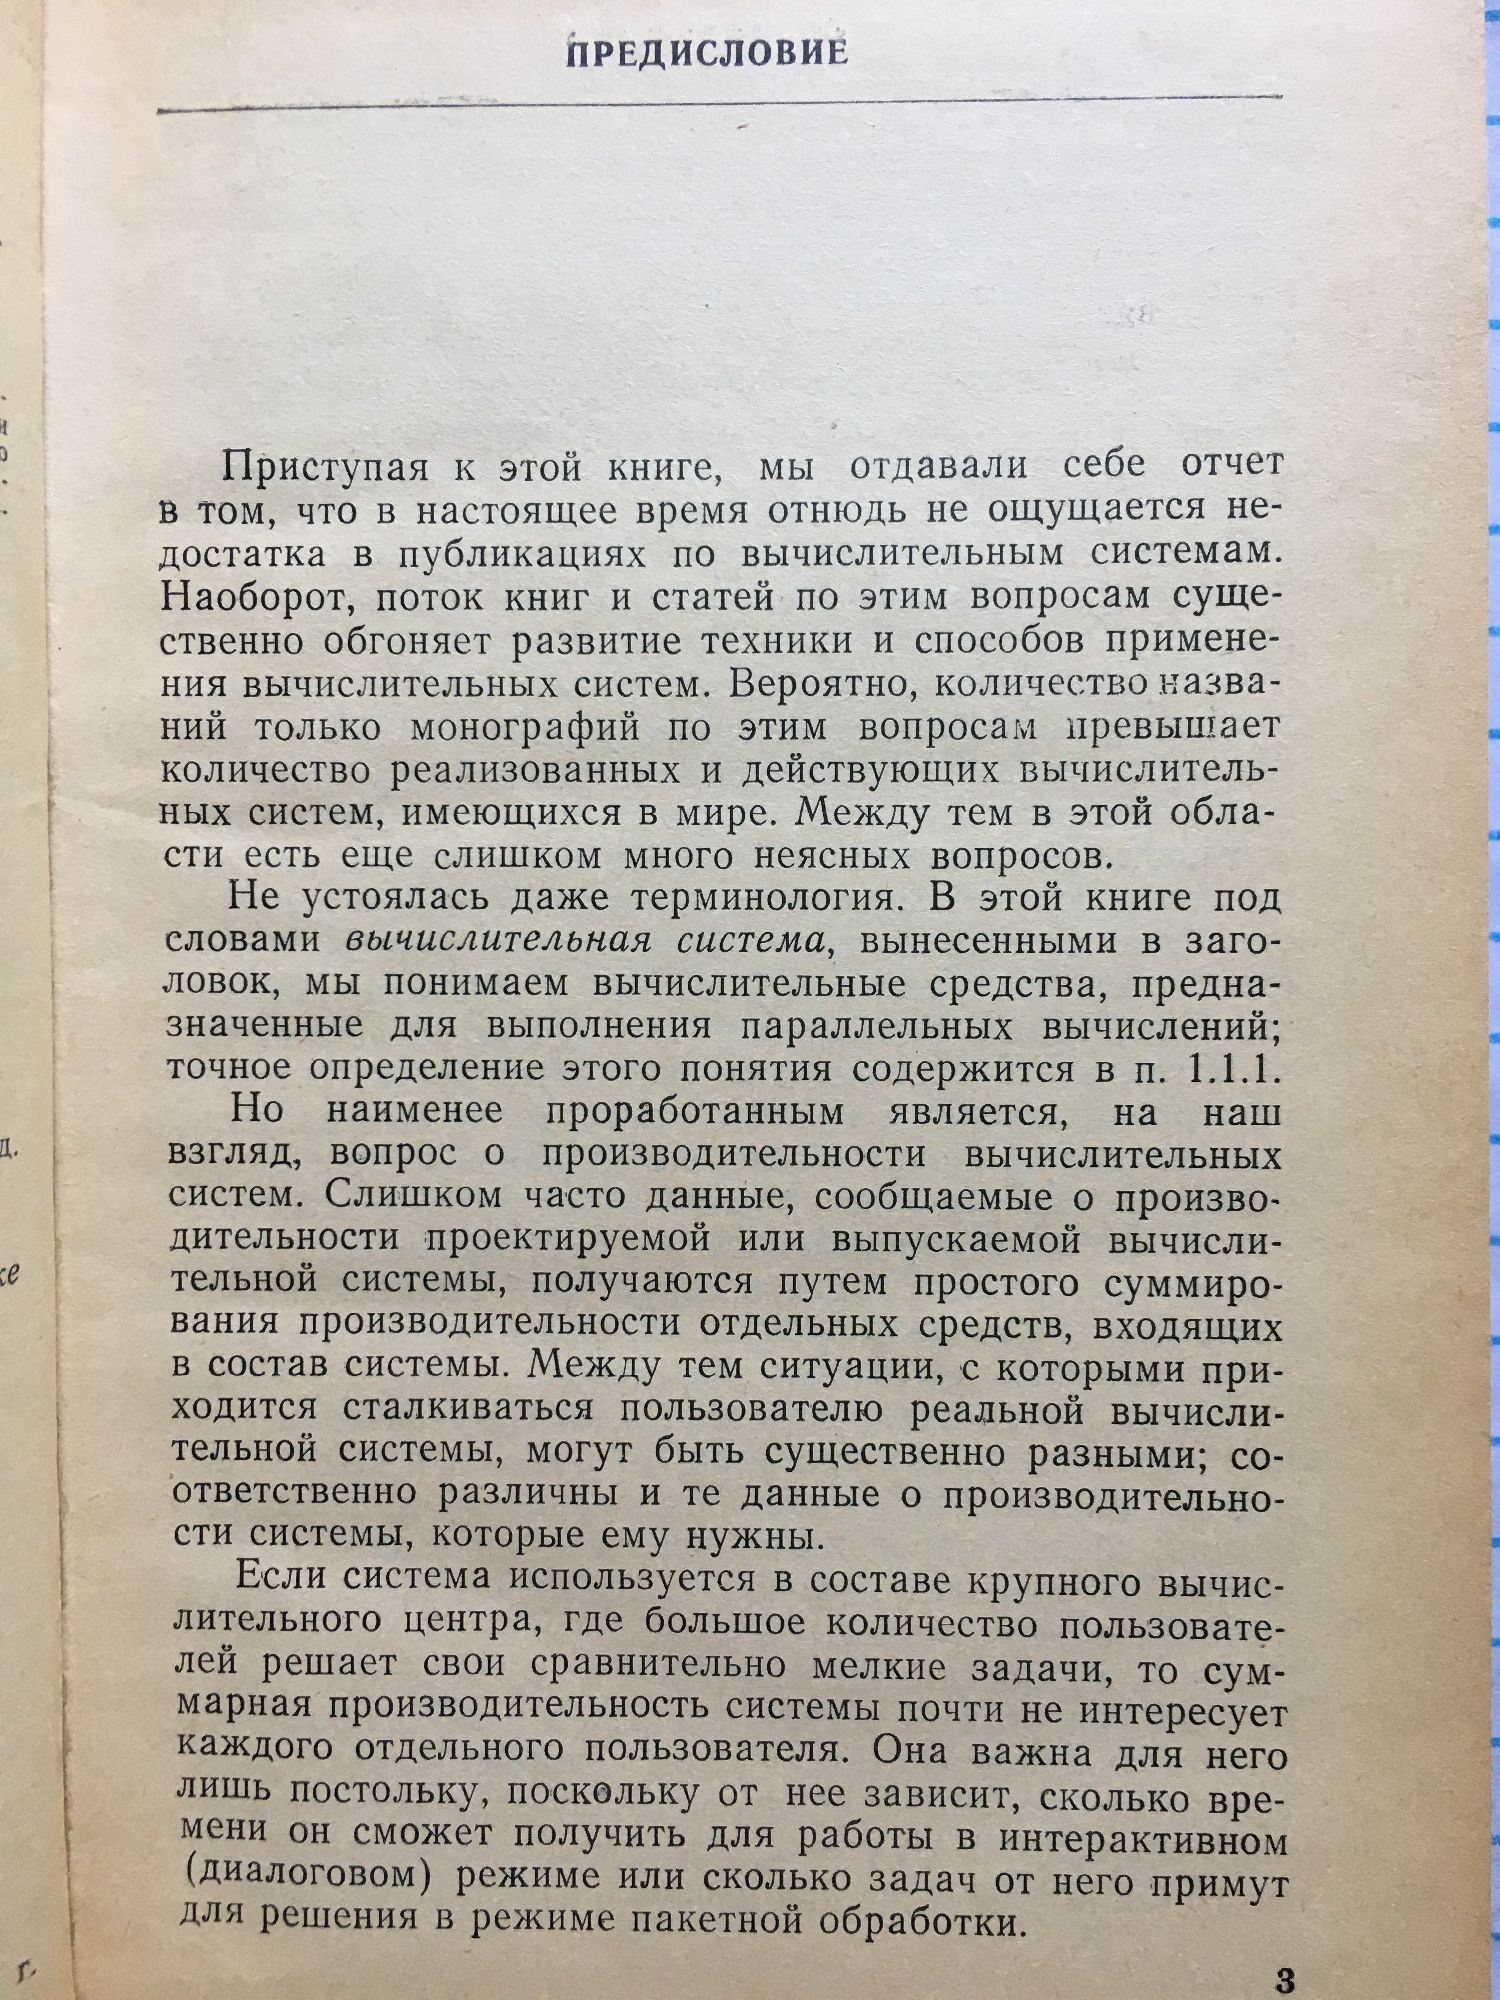 ПРЕДИСЛОВИЕ
Приступая к этой книге, мы отдавали себе отчет
в том, что в настоящее время отнюдь не ощущается не-
достатка в публикациях по вычислительным системам.
Наоборот, поток книг и статей по этим вопросам суще-
ственно обгоняет развитие техники и способов примене-
ния вычислительных систем. Вероятно, количество назва-
ний только монографий по этим вопросам превышает
количество реализованных и действующих вычислитель-
ных систем, имеющихся в мире. Между тем в этой обла-
сти есть еще слишком много неясных вопросов.
Не устоялась даже терминология. В этой книге под
словами вычислительная система, вынесенными в заго-
ловок, мы понимаем вычислительные средства, предна-
значенные для выполнения параллельных вычислений;
точное определение этого понятия содержится в п. 1.1.1.
Но наименее проработанным является, на наш
взгляд, вопрос о производительности вычислительных
систем. Слишком часто данные, сообщаемые о произво-
дительности проектируемой или выпускаемой вычисли-
тельной системы, получаются путем простого суммиро-
вания производительности отдельных средств, входящих
в состав системы. Между тем ситуации, с которыми при-
ходится сталкиваться пользователю реальной вычисли-
тельной системы, могут быть существенно разными; со-
ответственно различны и те данные о производительно-
сти системы, которые ему нужны.
Если система используется в составе крупного вычис-
лительного центра, где большое количество пользовате-
лей решает свои сравнительно мелкие задачи, то сум-
марная производительность системы почти не интересует
каждого отдельного пользователя. Она важна для него
лишь постольку, поскольку от нее зависит, сколько вре-
мени он сможет получить для работы в интерактивном
(диалоговом) режиме или сколько задач от него примут
для решения в режиме пакетной обработки.
3